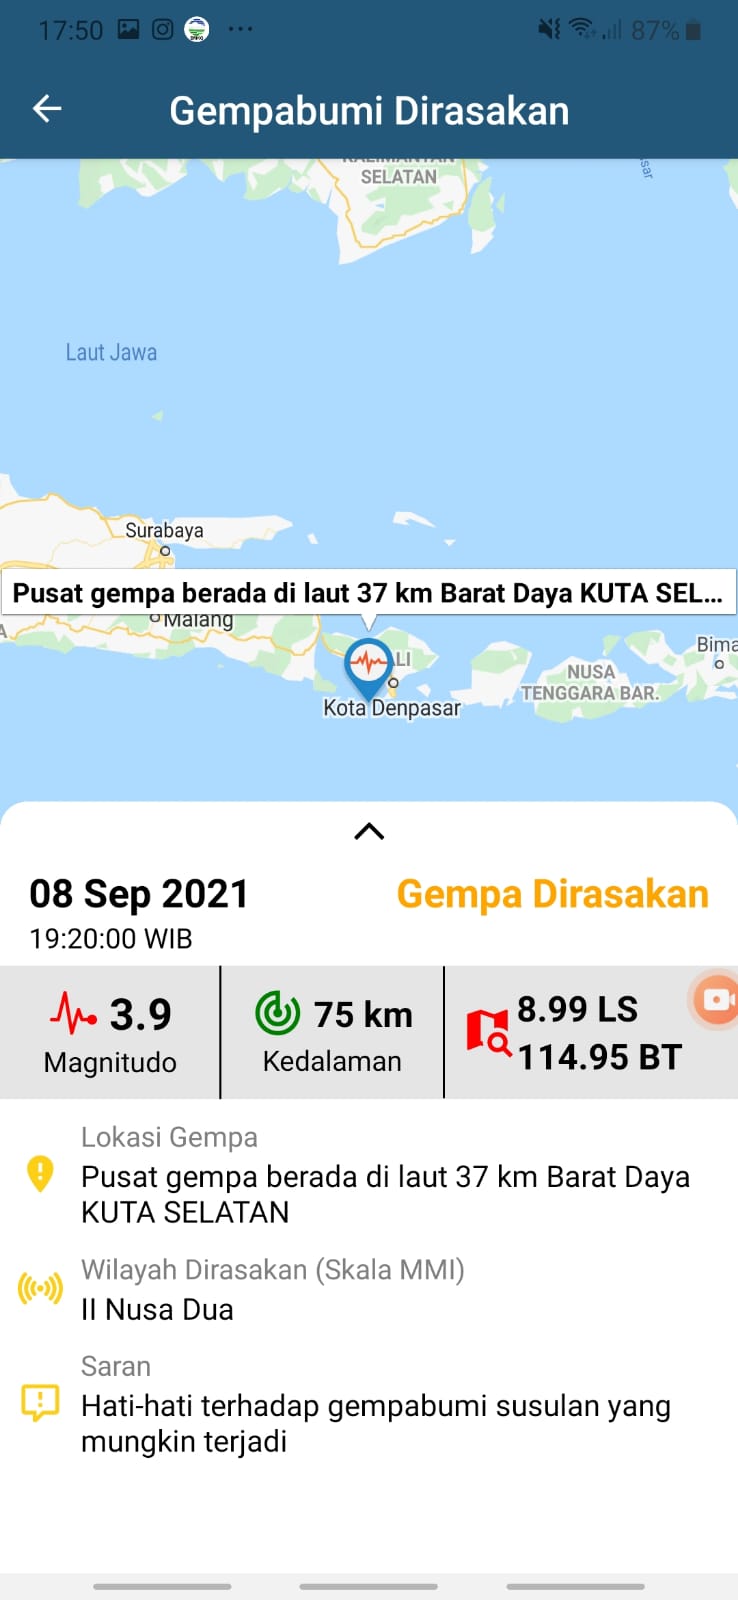 17:50
87%
Gempabumi Dirasakan
KALIMANTAN
SELATAN
sar
Laut Jawa
Surabaya
Pusat gempa berada di laut 37 km Barat Daya KUTA SEL...
A
Malang
ALI
Bima
NUSA
TENGGARA BAR.
Kota Denpasar
08 Sep 2021
Gempa Dirasakan
19:20:00 WIB
3.9
Magnitudo
75 km
Kedalaman
8.99 LS
114.95 BT
Lokasi Gempa
Pusat gempa berada di laut 37 km Barat Daya
KUTA SELATAN
Wilayah Dirasakan (Skala MMI)
II Nusa Dua
Saran
Hati-hati terhadap gempabumi susulan yang
mungkin terjadi